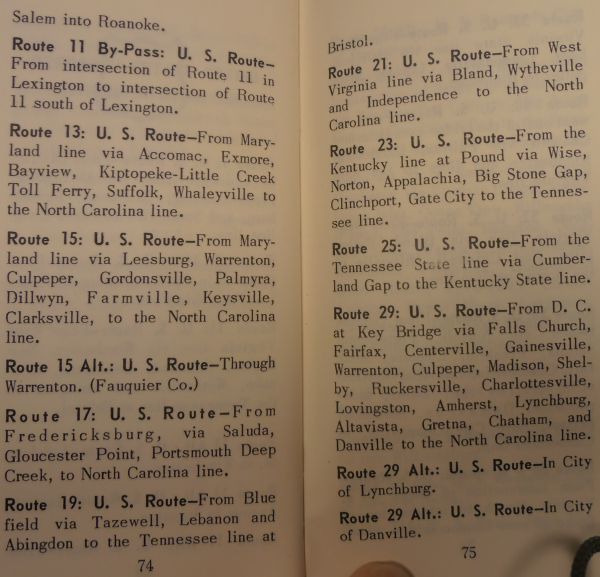 Salem into Roanoke.
Route 11 By-Pass: U. S. Route—
From intersection of Route 11 in
Lexington to intersection of Route
11 south of Lexington.
Route 13: U. S. Route—From Mary-
land line via Accomac, Exmore,
Bayview, Kiptopeke-Little Creek
Toll Ferry, Suffolk, Whaleyville to
the North Carolina line.
Route 15: U. S. Route—From Mary-
land line via Leesburg, Warrenton,
Culpeper, Gordonsville, Palmyra,
Dillwyn, Farmville, Keysville,
Clarksville, to the North Carolina
line.
Route 15 Alt.: U. S. Route—Through
Warrenton. (Fauquier Co.)
Route 17: U. S. Route—From
Fredericksburg, via Saluda,
Gloucester Point, Portsmouth Deep
Creek, to North Carolina line.
Route 19: U. S. Route—From Blue
field via Tazewell, Lebanon and
Abingdon to the Tennessee line at
74
Bristol.
Route 21: U. S. Route—From West
Virginia line via Bland, Wytheville
and Independence to the North
Carolina line.
Route 23: U. S. Route—From the
Kentucky line at Pound via Wise,
Norton, Appalachia, Big Stone Gap,
Clinchport, Gate City to the Tennes-
see line.
Route 25: U. S. Route—From the
Tennessee State line via Cumber-
land Gap to the Kentucky State line.
Route 29: U. S. Route—From D. C.
at Key Bridge via Falls Church,
Fairfax, Centerville, Gainesville,
Warrenton, Culpeper, Madison, Shel-
by, Ruckersville, Charlottesville,
Lovingston, Amherst, Lynchburg,
Altavista, Gretna, Chatham, and
Danville to the North Carolina line.
Route 29 Alt.: U. S. Route—In City
of Lynchburg.
Route 29 Alt.: U. S. Route—In City
of Danville.
75